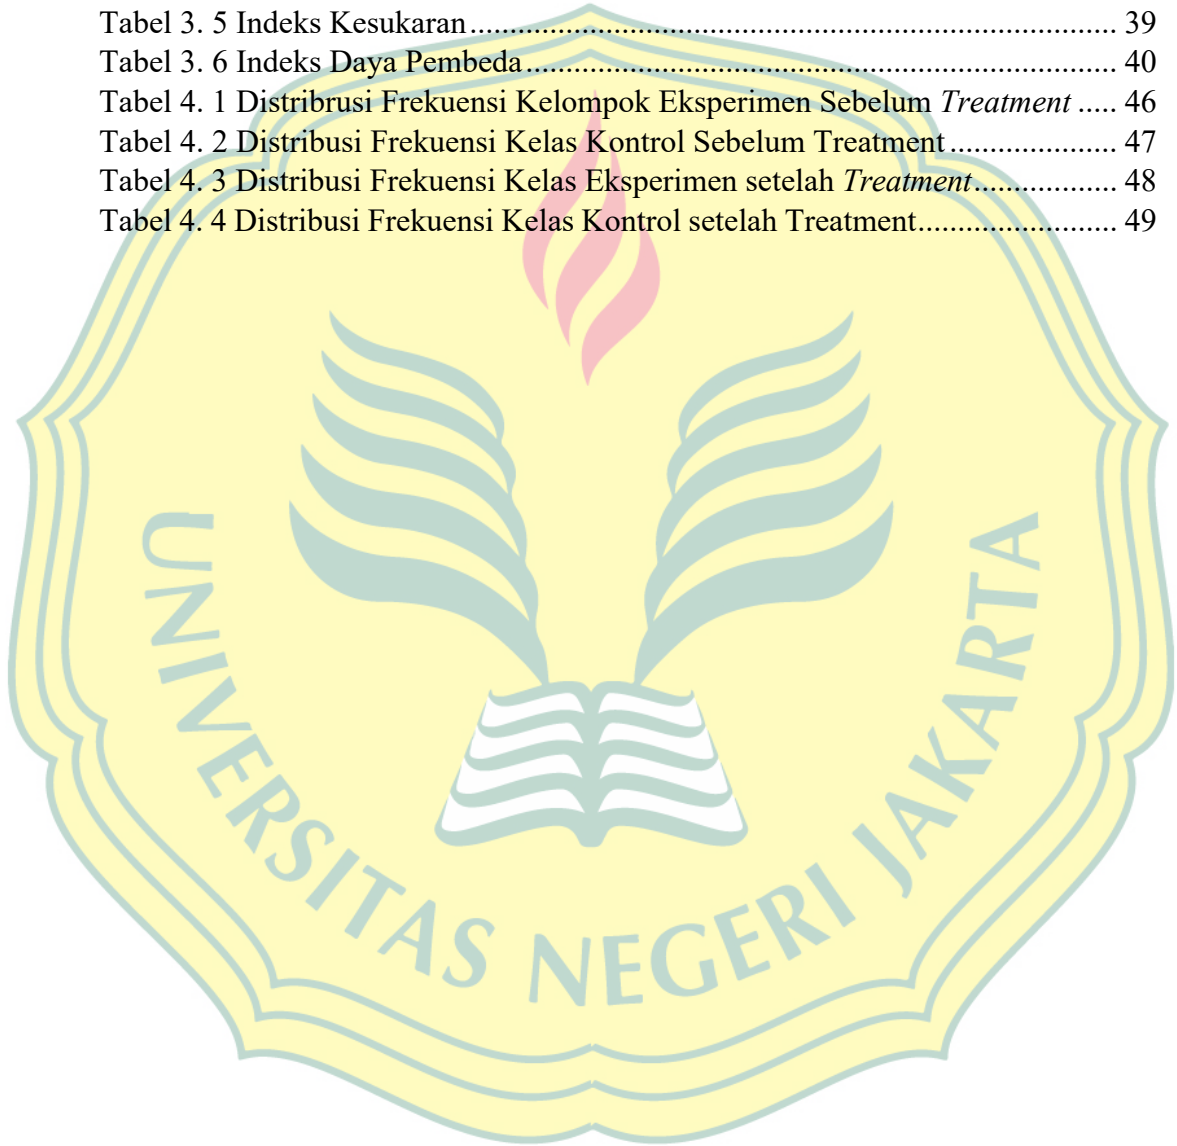 Tabel 3. 5 Indeks Kesukaran................................................................................ 39
Tabel 3. 6 Indeks Daya Pembeda......................................................................... 40
Tabel 4. 1 Distribrusi Frekuensi Kelompok Eksperimen Sebelum Treatment ..... 46
Tabel 4. 2 Distribusi Frekuensi Kelas Kontrol Sebelum Treatment..................... 47
Tabel 4. 3 Distribusi Frekuensi Kelas Eksperimen setelah Treatment.................. 48
Tabel 4. 4 Distribusi Frekuensi Kelas Kontrol setelah Treatment......................... 49
UNIVERSITAS NEGERI JAKARTA